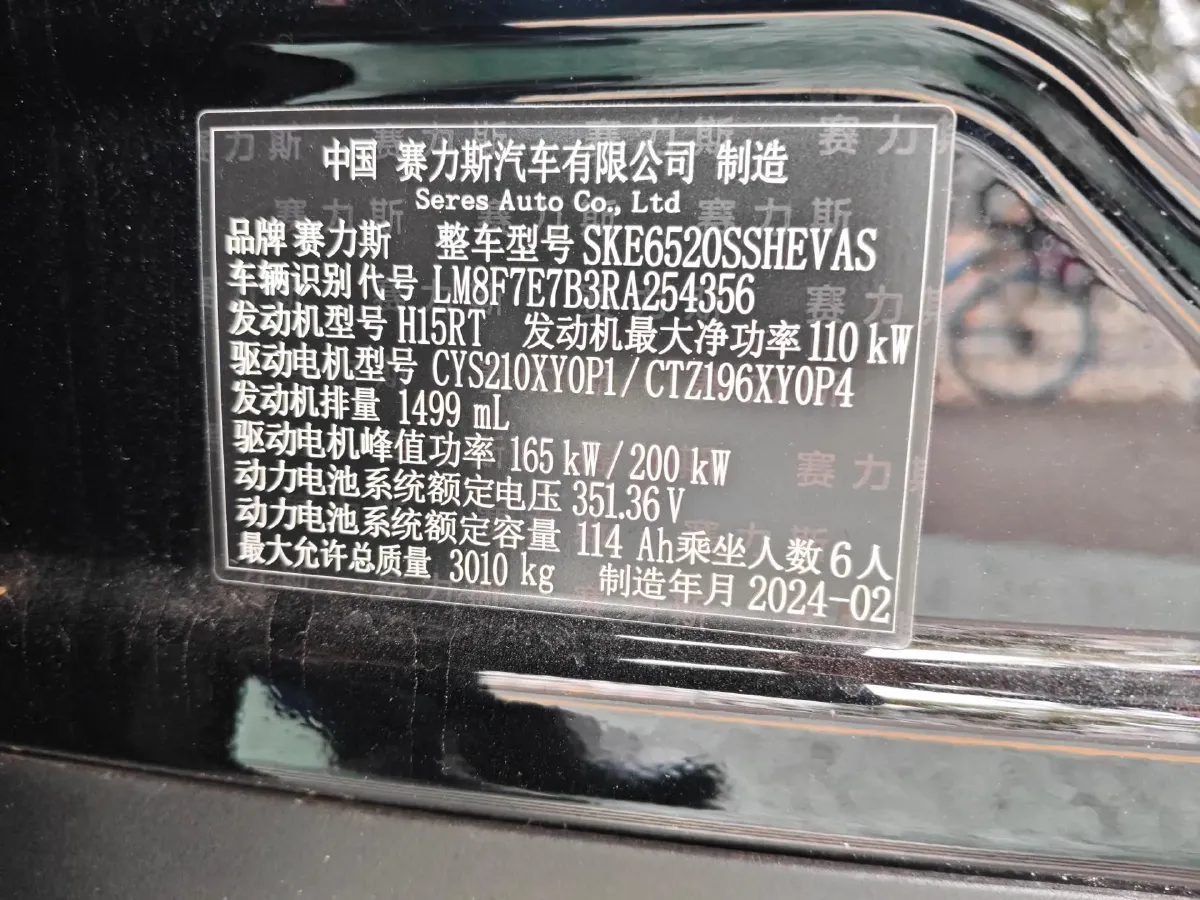 中国 赛力斯汽车有限公司 制造
Seres Auto Co., Ltd
品牌 赛力斯 整车型号 SKE6520SSHEVAS
车辆识别代号 LM8F7E7B3RA254356
发动机型号 H15RT 发动机最大净功率 110 kW
驱动电机型号 CYS210XY0P1/CTZ196XY0P4
发动机排量 1499 mL
驱动电机峰值功率 165 kW/200 kW
动力电池系统额定电压 351.36 V
动力电池系统额定容量 114 Ah 乘坐人数 6 人
最大允许总质量 3010 kg 制造年月 2024-02